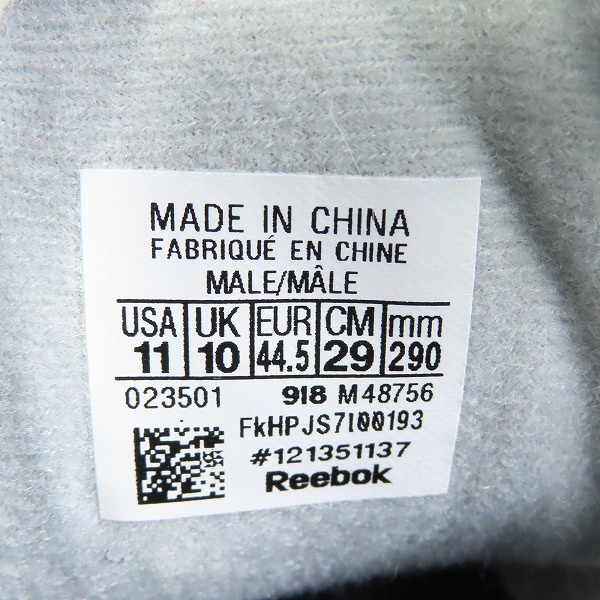 MADE IN CHINA
FABRIQUÉ EN CHINE
MALE/MÂLE
USA UK EUR CM mm
11 10 44.5 29 290
023501 918 M48756
FkHPJS7100193
#121351137
Reebok